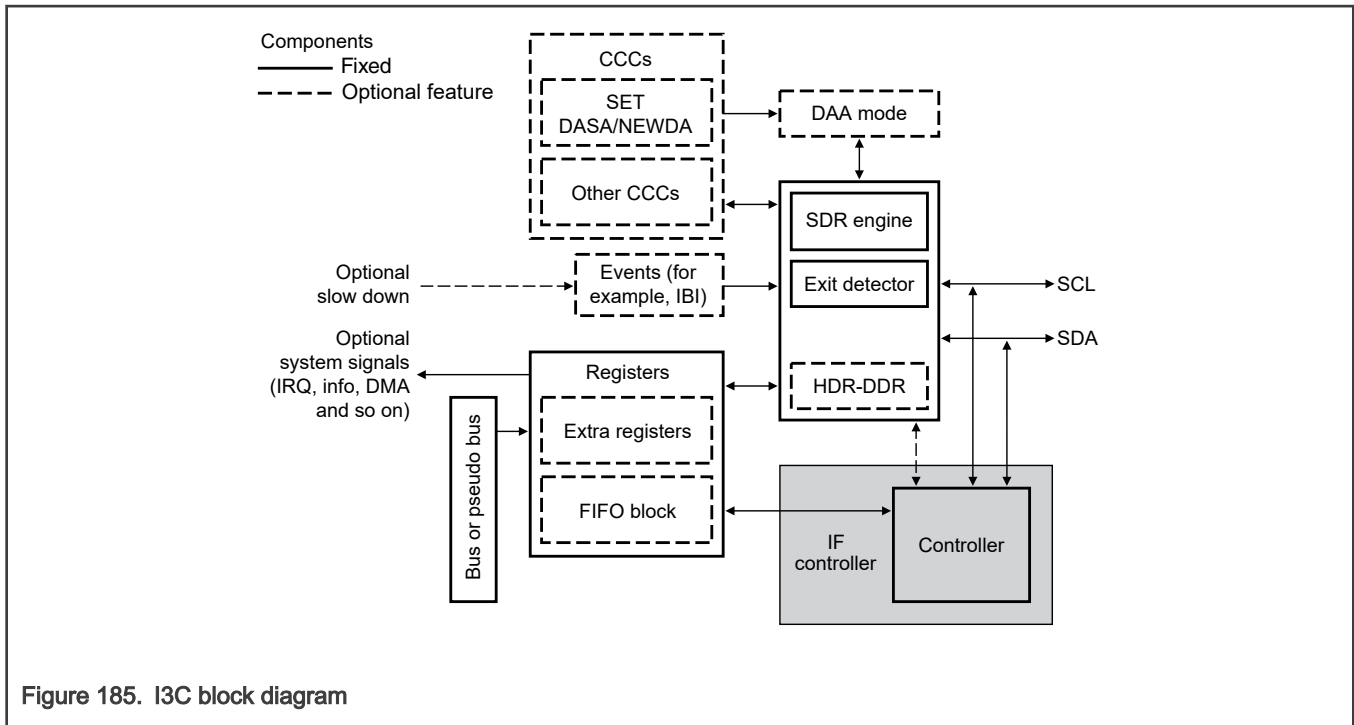 Components
Fixed
Optional feature
CCCs
SET
DASA/NEWDA
Other CCCs
DAA mode
SDR engine
Exit detector
HDR-DDR
Optional
slow down
Events (for
example, IBI)
SCL
SDA
Optional
system signals
(IRQ, info, DMA
and so on)
Registers
Extra registers
FIFO block
Bus or pseudo bus
IF
controller
Controller
Figure 185. I3C block diagram